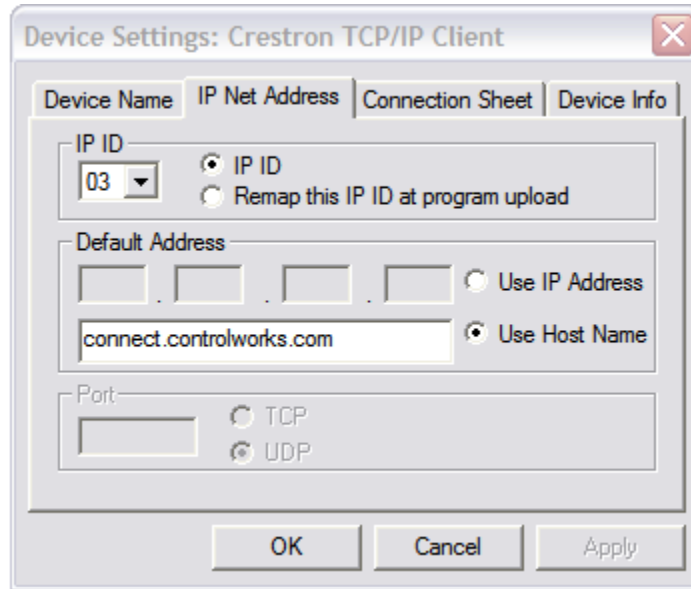 Device Settings: Crestron TCP/IP Client
Device Name IP Net Address Connection Sheet Device Info
IP ID
03 IP ID
Remap this IP ID at program upload
Default Address
. . . Use IP Address
connect.controlworks.com Use Host Name
Port
TCP
UDP
OK Cancel Apply